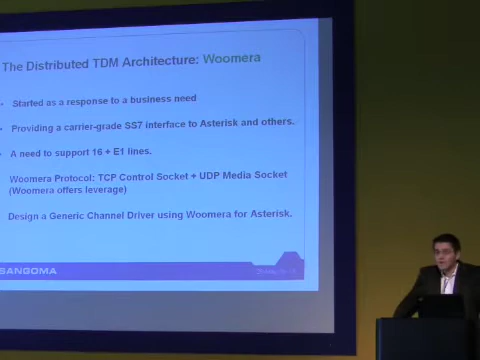 The Distributed TDM Architecture: Woomera
Started as a response to a business need
Providing a carrier-grade SS7 interface to Asterisk and others.
A need to support 16 + E1 lines.
Woomera Protocol: TCP Control Socket + UDP Media Socket
(Woomera offers leverage)
Design a Generic Channel Driver using Woomera for Asterisk.
SANGOMA